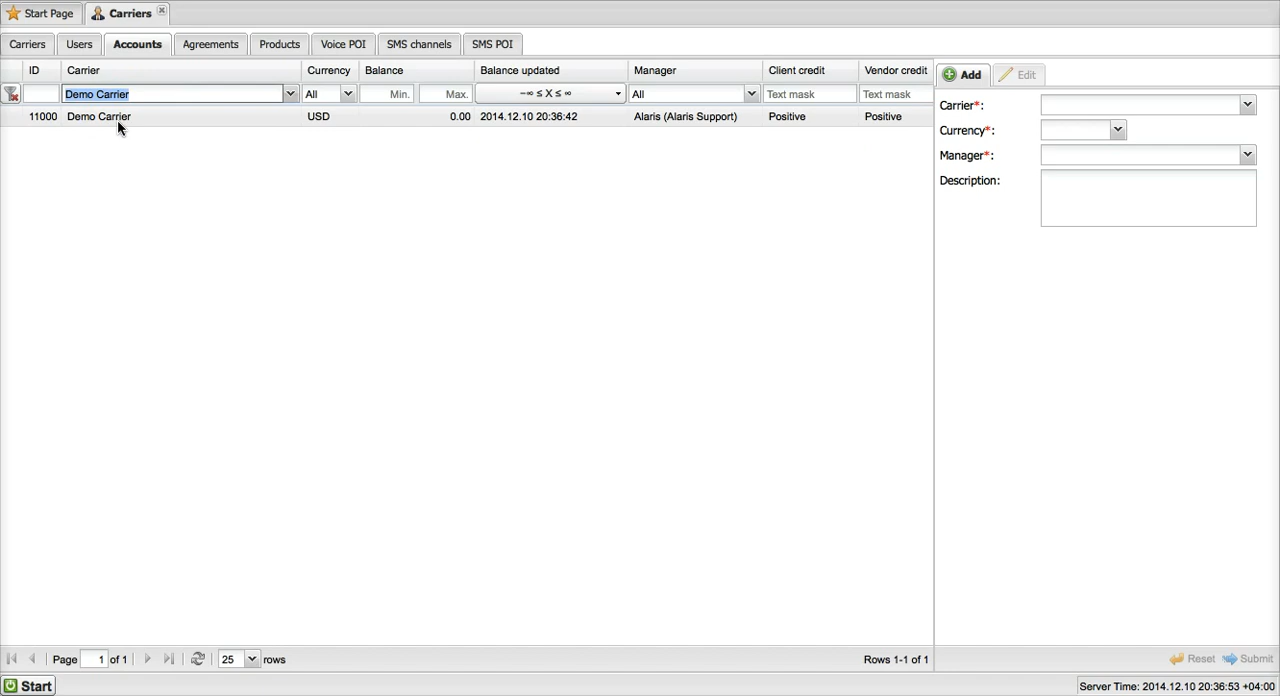 Start Page
Carriers
Carriers Users Accounts Agreements Products Voice POI SMS channels SMS POI
ID Carrier Currency Balance Balance updated Manager Client credit Vendor credit
Add Edit
Demo Carrier All Min. Max. −∞ ≤ X ≤ ∞ All Text mask Text mask
11000 Demo Carrier USD 0.00 2014.12.10 20:36:42 Alaris (Alaris Support) Positive Positive
Carrier*:
Currency*:
Manager*:
Description:
Page 1 of 1 25 rows Rows 1-1 of 1
Reset Submit
Start
Server Time: 2014.12.10 20:36:53 +04:00